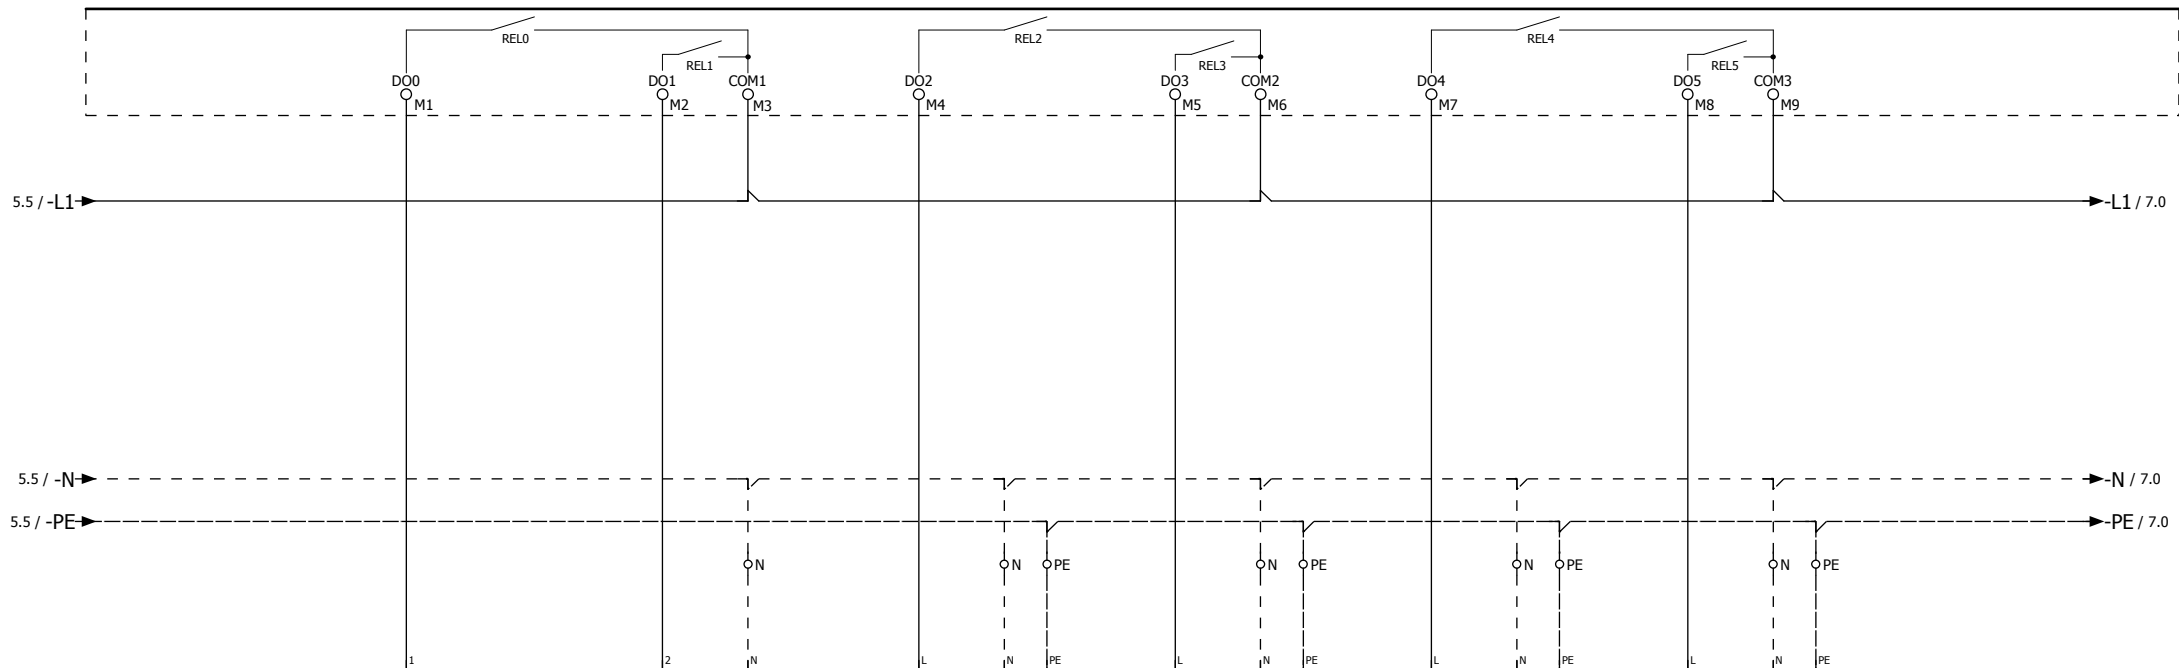 REL0 REL2 REL4
REL1 REL3 REL5
DO0 DO1 COM1 DO2 DO3 COM2 DO4 DO5 COM3
M1 M2 M3 M4 M5 M6 M7 M8 M9
5.5 / -L1 -L1 / 7.0
5.5 / -N -N / 7.0
5.5 / -PE -PE / 7.0
N N PE N PE N PE N PE
1 2 N L N PE L N PE L N PE L N PE